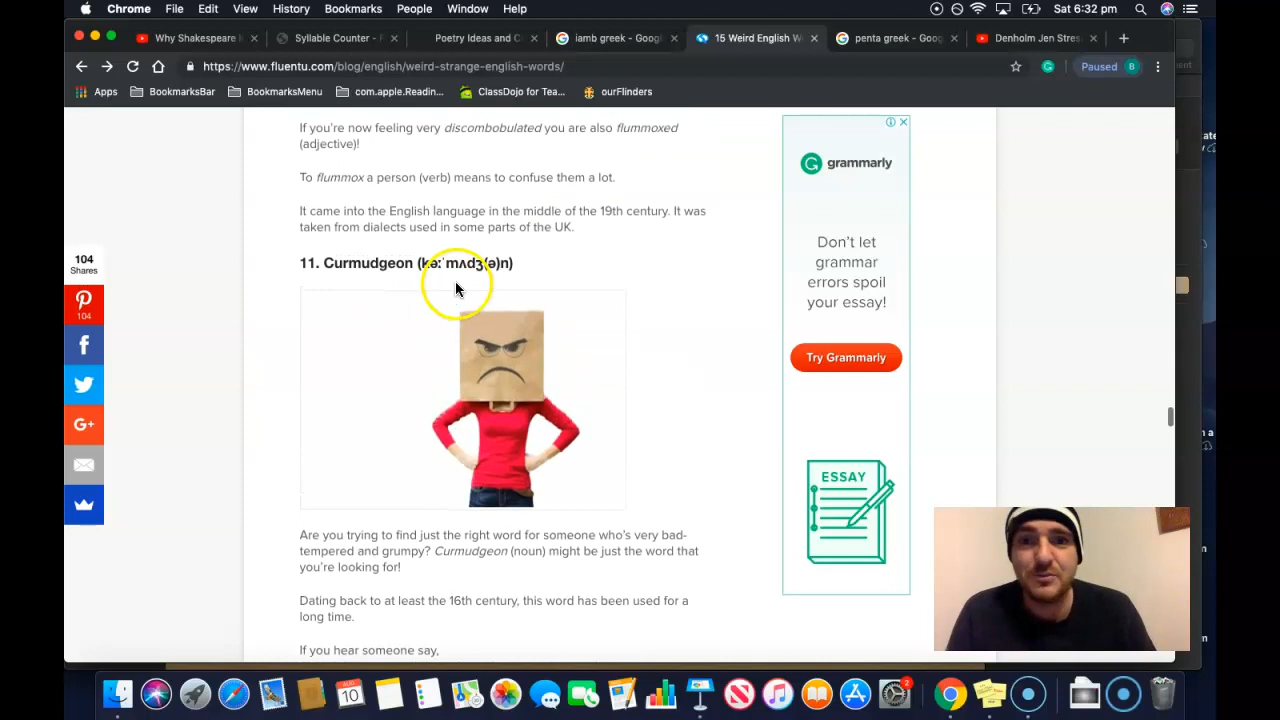 Chrome File Edit View History Bookmarks People Window Help Sat 6:32 pm
Why Shakespeare Syllable Counter - Poetry Ideas and C iamb greek - Goog 15 Weird English W penta greek - Goog Denholm Jen Stres
https://www.fluentu.com/blog/english/weird-strange-english-words/ Paused B
Apps BookmarksBar BookmarksMenu com.apple.Readin... ClassDojo for Tea... ourFlinders
If you're now feeling very discombobulated you are also flummoxed
(adjective)!
To flummox a person (verb) means to confuse them a lot.
It came into the English language in the middle of the 19th century. It was
taken from dialects used in some parts of the UK.
11. Curmudgeon (kəːˈmʌdʒ(ə)n)
Are you trying to find just the right word for someone who's very bad-
tempered and grumpy? Curmudgeon (noun) might be just the word that
you're looking for!
Dating back to at least the 16th century, this word has been used for a
long time.
If you hear someone say,
104
Shares
104
G+
grammarly
Don't let
grammar
errors spoil
your essay!
Try Grammarly
ESSAY
AUG
10
2